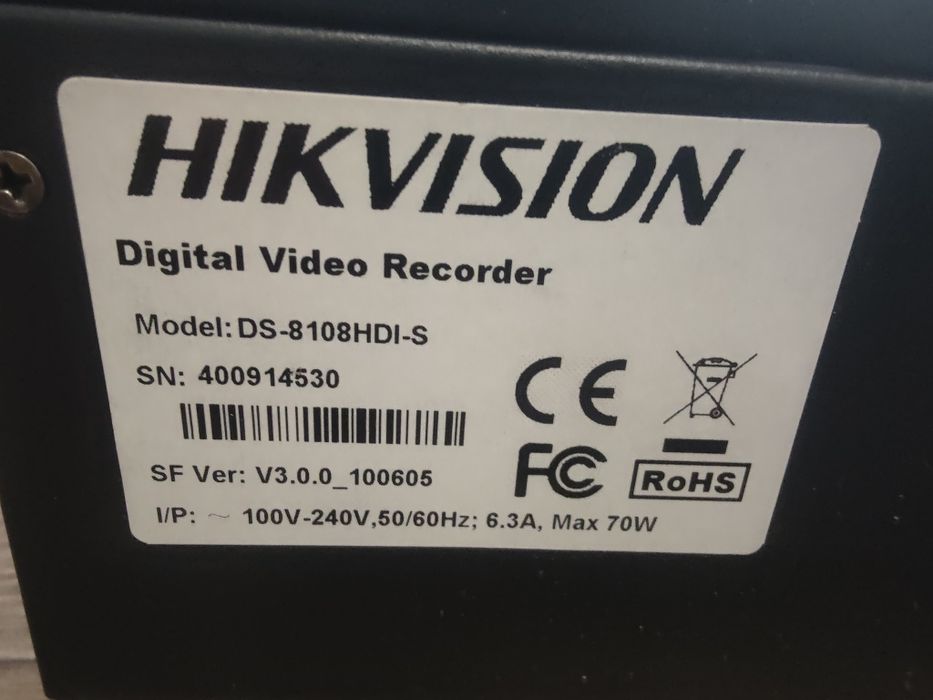 HIKVISION
Digital Video Recorder
Model: DS-8108HDI-S
SN: 400914530
CE
SF Ver: V3.0.0_100605
FC
RoHS
I/P: ~ 100V-240V,50/60Hz; 6.3A, Max 70W